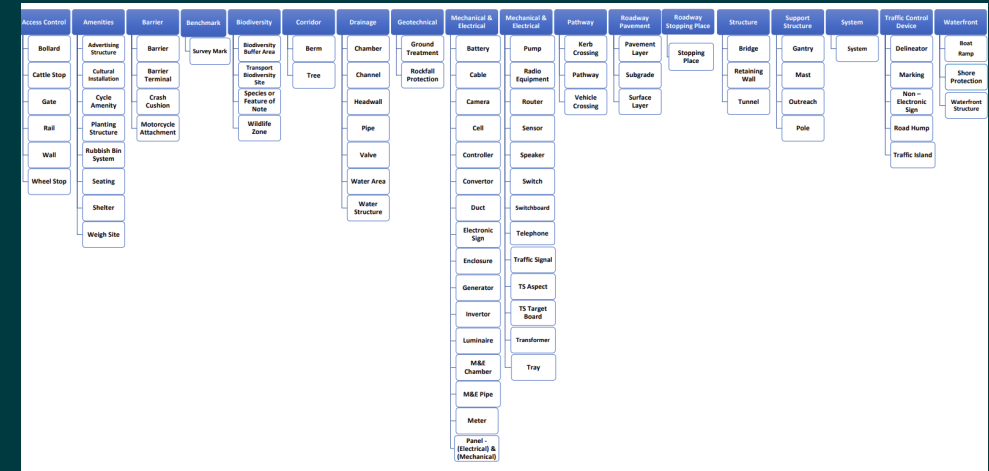 Access Control
Bollard
Cattle Stop
Gate
Rail
Wall
Wheel Stop
Amenities
Advertising
Structure
Cultural
Installation
Cycle
Amenity
Planting
Structure
Rubbish Bin
System
Seating
Shelter
Weigh Site
Barrier
Barrier
Barrier
Terminal
Crash
Cushion
Motorcycle
Attachment
Benchmark
Survey Mark
Biodiversity
Biodiversity
Buffer Area
Transport
Biodiversity
Site
Species or
Feature of
Note
Wildlife
Zone
Corridor
Berm
Tree
Drainage
Chamber
Channel
Headwall
Pipe
Valve
Water Area
Water
Structure
Geotechnical
Ground
Treatment
Rockfall
Protection
Mechanical &
Electrical
Battery
Cable
Camera
Cell
Controller
Convertor
Duct
Electronic
Sign
Enclosure
Generator
Invertor
Luminaire
M&E
Chamber
M&E Pipe
Meter
Panel -
(Electrical) &
(Mechanical)
Mechanical &
Electrical
Pump
Radio
Equipment
Router
Sensor
Speaker
Switch
Switchboard
Telephone
Traffic Signal
TS Aspect
TS Target
Board
Transformer
Tray
Pathway
Kerb
Crossing
Pathway
Vehicle
Crossing
Roadway
Pavement
Pavement
Layer
Subgrade
Surface
Layer
Roadway
Stopping Place
Stopping
Place
Structure
Bridge
Retaining
Wall
Tunnel
Support
Structure
Gantry
Mast
Outreach
Pole
System
System
Traffic Control
Device
Delineator
Marking
Non –
Electronic
Sign
Road Hump
Traffic Island
Waterfront
Boat
Ramp
Shore
Protection
Waterfront
Structure